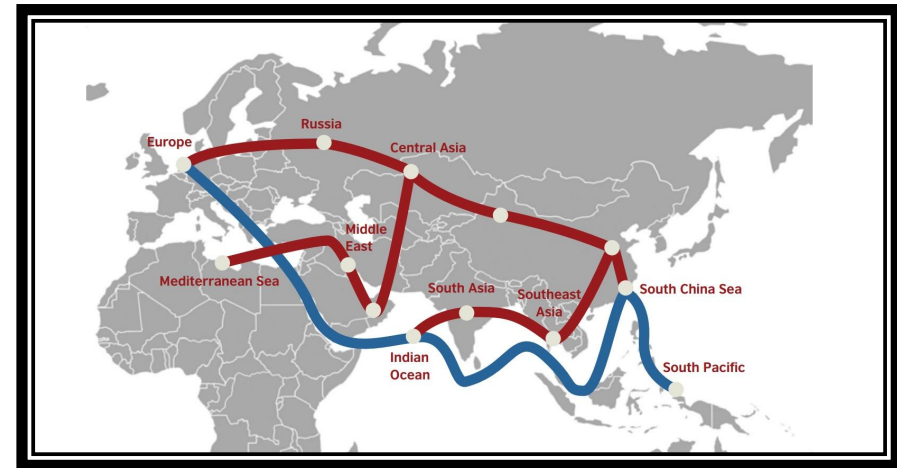 Russia
Europe
Central Asia
Middle
East
Mediterranean Sea
South Asia
Southeast
Asia
South China Sea
Indian
Ocean
South Pacific